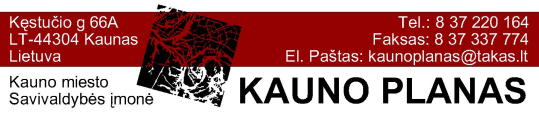 Kęstučio g 66A
LT-44304 Kaunas
Lietuva
Tel.: 8 37 220 164
Faksas: 8 37 337 774
El. Paštas: kaunoplanas@takas.lt
Kauno miesto
Savivaldybės įmonė
KAUNO PLANAS